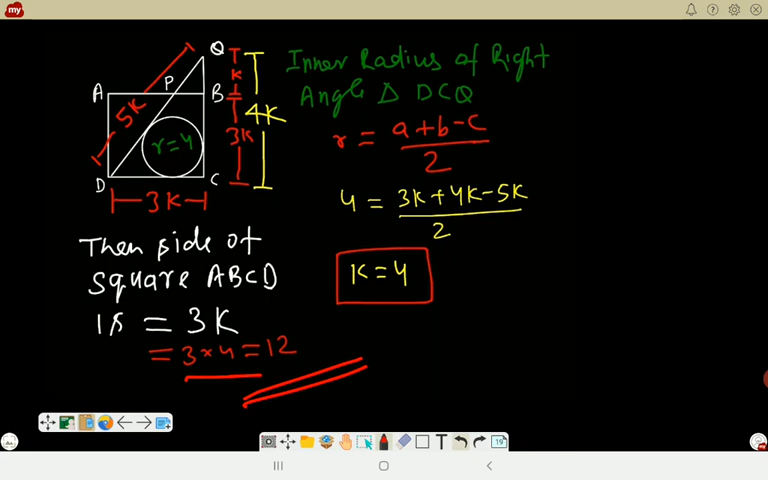 my
Q
K
A
P
B
5K
4K
3K
r=4
D
C
3K
Inner Radius of Right
Angle Δ DCQ
r = a+b-c
2
4 = 3K+4K-5K
2
K=4
Then side of
Square ABCD
is = 3K
= 3×4 = 12
T
19